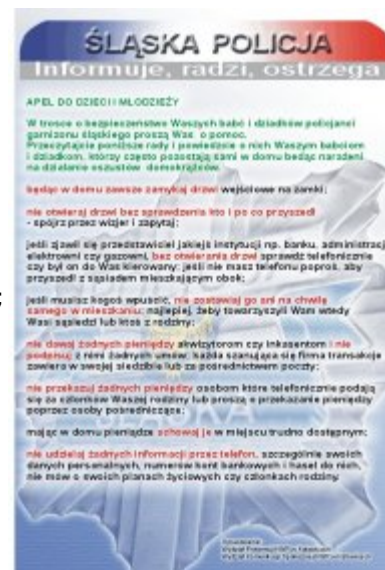 ŚLĄSKA POLICJA
Informuje, radzi, ostrzega
APEL DO DZIECI I MŁODZIEŻY
W trosce o bezpieczeństwo Waszych babć i dziadków policjanci
garnizonu śląskiego proszą Was o pomoc.
Przeczytajcie poniższe rady i powiedzcie o nich Waszym babciom
i dziadkom, którzy często pozostają sami w domu będąc narażeni
na działanie oszustów domokrążców.
będąc w domu zawsze zamykaj drzwi wejściowe na zamki;
nie otwieraj drzwi bez sprawdzenia kto i po co przyszedł
- spójrz przez wizjer i zapytaj;
jeśli zjawił się przedstawiciel jakiejś instytucji np. banku, administracji
elektrowni czy gazowni, bez otwierania drzwi sprawdź telefonicznie
czy był on do Was kierowany; jeśli nie masz telefonu poproś, aby
przyszedł z sąsiadem mieszkającym obok;
;
jeśli musisz kogoś wpuścić, nie zostawiaj go ani na chwilę
samego w mieszkaniu; najlepiej, żeby towarzyszyli Wam wtedy
Wasi sąsiedzi lub ktoś z rodziny;
nie dawaj żadnych pieniędzy akwizytorom czy inkasentom i nie
podpisuj z nimi żadnych umów; każda szanująca się firma transakcje
zawiera w swojej siedzibie lub za pośrednictwem poczty;
nie przekazuj żadnych pieniędzy osobom które telefonicznie podają
się za członków Waszej rodziny lub proszą o przekazanie pieniędzy
poprzez osoby pośredniczące;
mając w domu pieniądze schowaj je w miejscu trudno dostępnym;
nie udzielaj żadnych informacji przez telefon, szczególnie swoich
danych personalnych, numerów kont bankowych i haseł do nich,
nie mów o swoich planach życiowych czy członkach rodziny